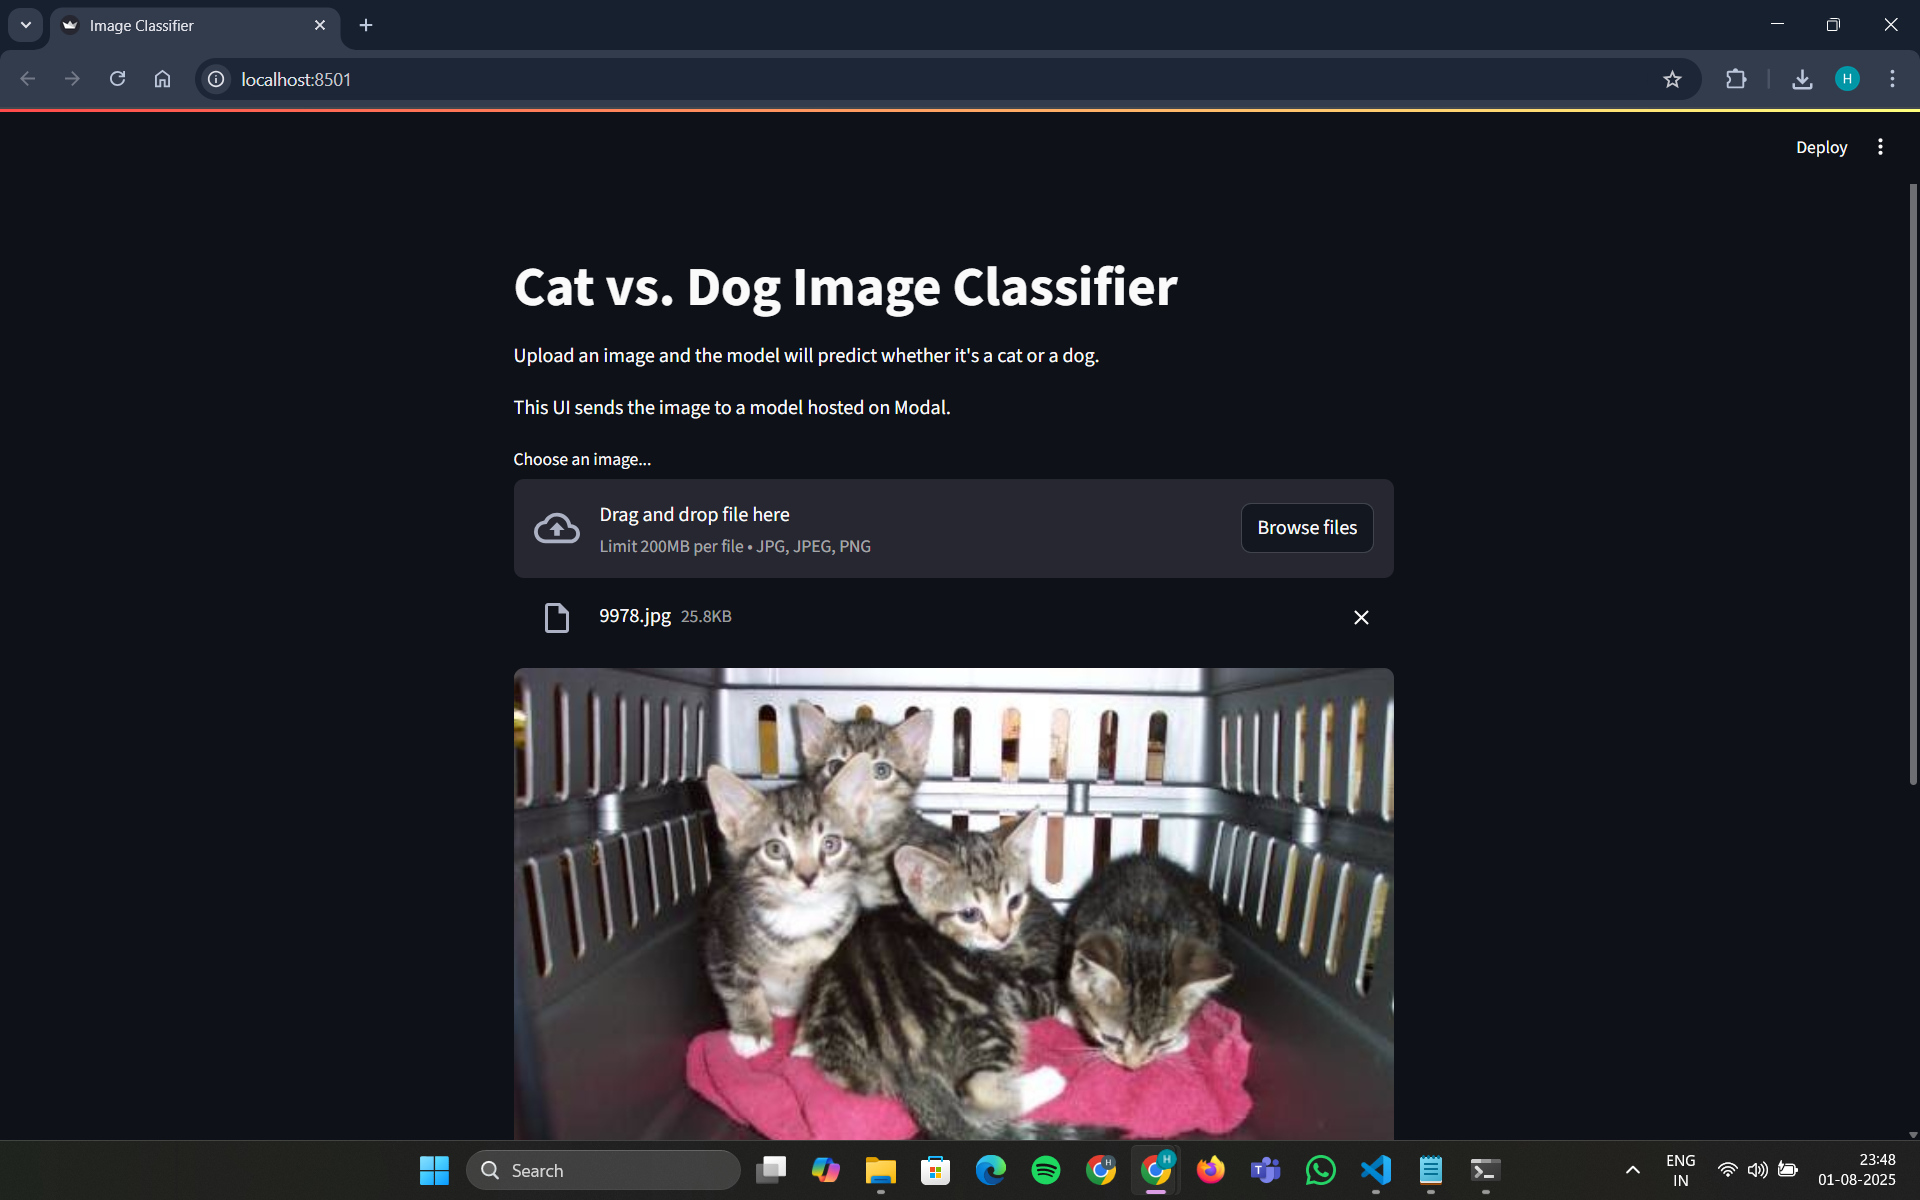 Image Classifier
localhost:8501
H
Deploy
Cat vs. Dog Image Classifier
Upload an image and the model will predict whether it's a cat or a dog.
This UI sends the image to a model hosted on Modal.
Choose an image...
Drag and drop file here
Limit 200MB per file • JPG, JPEG, PNG
Browse files
9978.jpg 25.8KB
Search
H
H
T
ENG
IN
23:48
01-08-2025